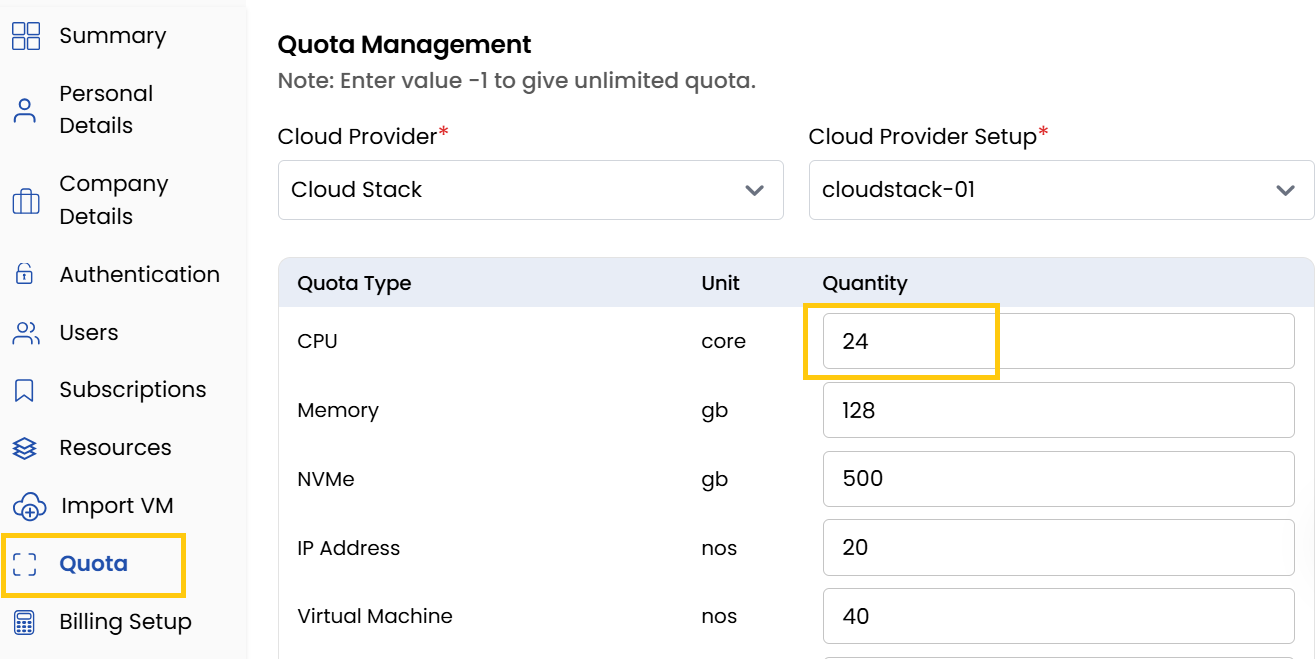 Summary
Personal
Details
Company
Details
Authentication
Users
Subscriptions
Resources
Import VM
Quota
Billing Setup
Quota Management
Note: Enter value -1 to give unlimited quota.
Cloud Provider*
Cloud Stack
Cloud Provider Setup*
cloudstack-01
Quota Type Unit Quantity
CPU core 24
Memory gb 128
NVMe gb 500
IP Address nos 20
Virtual Machine nos 40